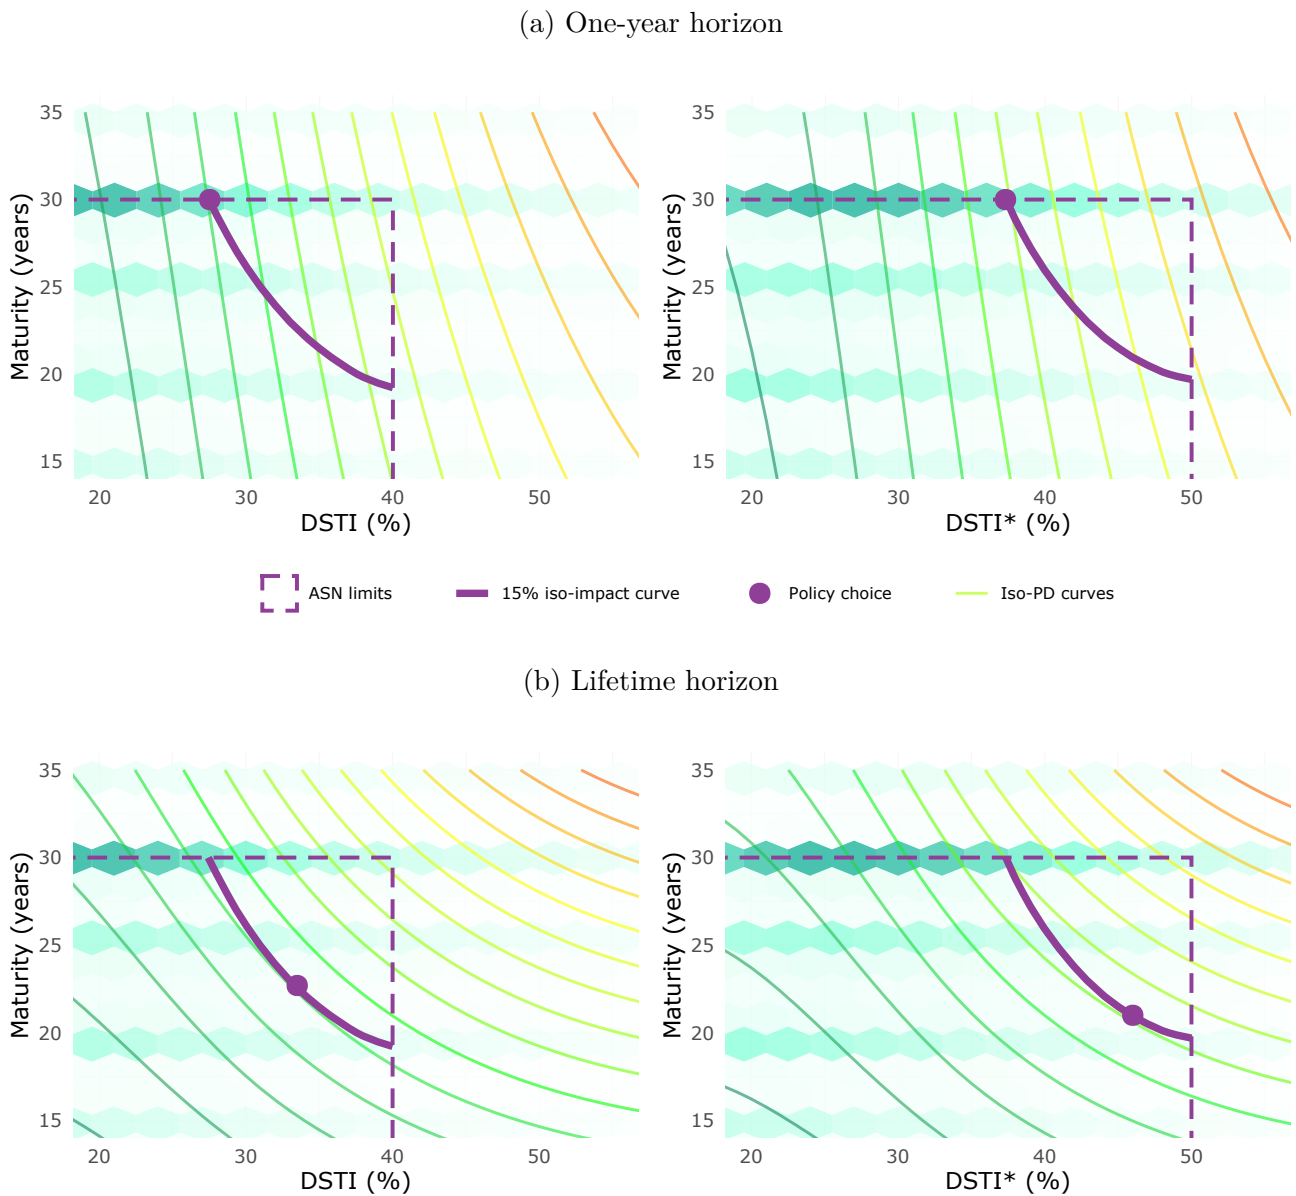 (a) One-year horizon
Maturity (years)
35
30
25
20
15
20 30 40 50
DSTI (%)
Maturity (years)
35
30
25
20
15
20 30 40 50
DSTI* (%)
ASN limits 15% iso-impact curve Policy choice Iso-PD curves
(b) Lifetime horizon
Maturity (years)
35
30
25
20
15
20 30 40 50
DSTI (%)
Maturity (years)
35
30
25
20
15
20 30 40 50
DSTI* (%)